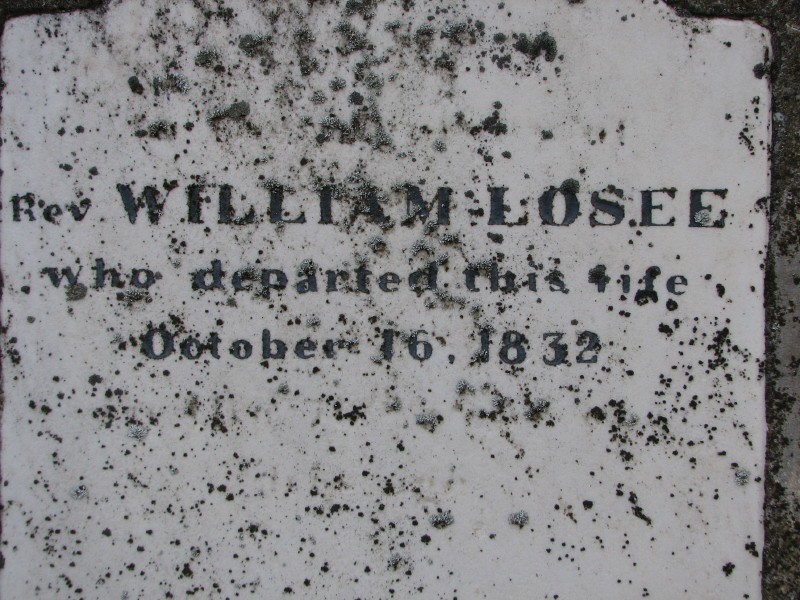 Rev WILLIAM LOSEE
who departed this life
October 16, 1832